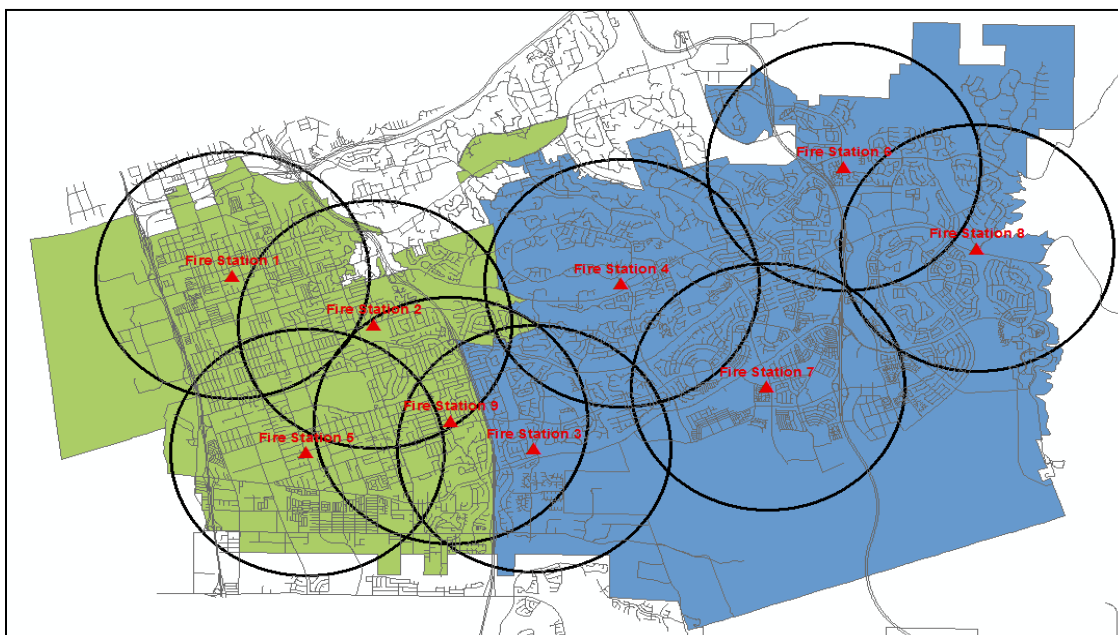 Fire Station 6
Fire Station 8
Fire Station 1
Fire Station 4
Fire Station 2
Fire Station 7
Fire Station 9
Fire Station 5
Fire Station 3